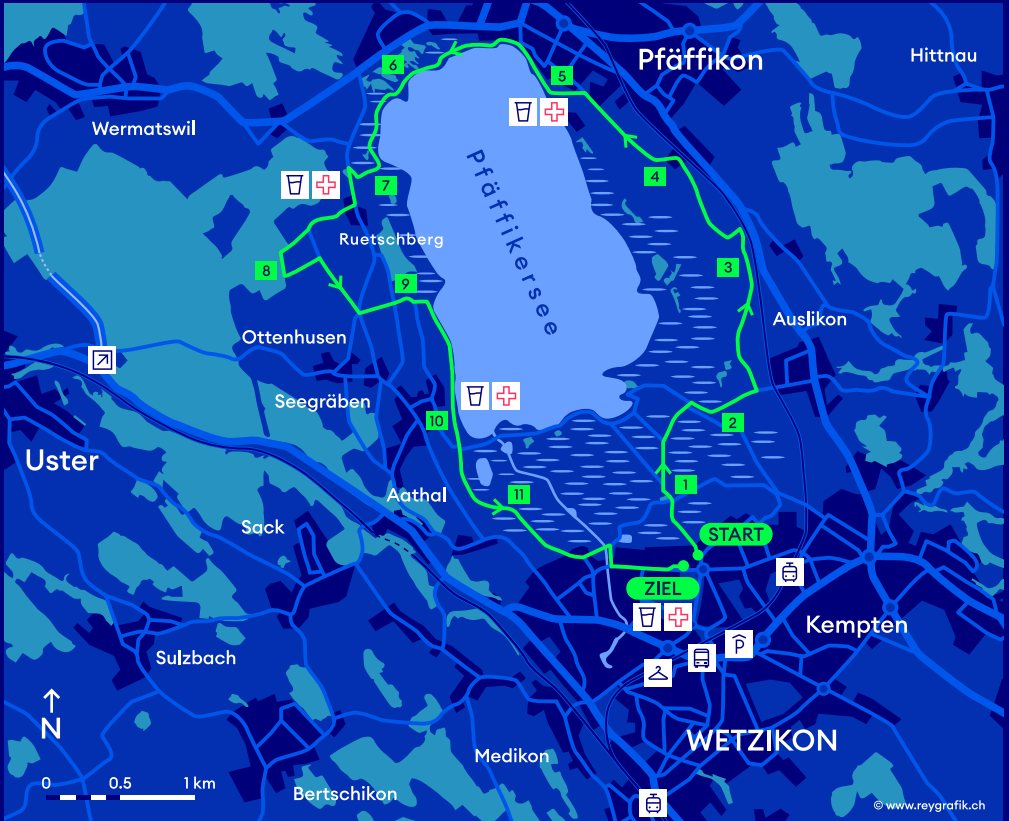 Pfäffikon
Hittnau
6
5
Wermatswil
4
7
Pfäffikersee
Ruetschberg
8
9
3
Auslikon
Ottenhusen
Seegräben
10
2
Uster
1
Aathal
11
Sack
START
ZIEL
Kempten
P
Sulzbach
N
WETZIKON
Medikon
0 0.5 1 km
Bertschikon
© www.reygrafik.ch